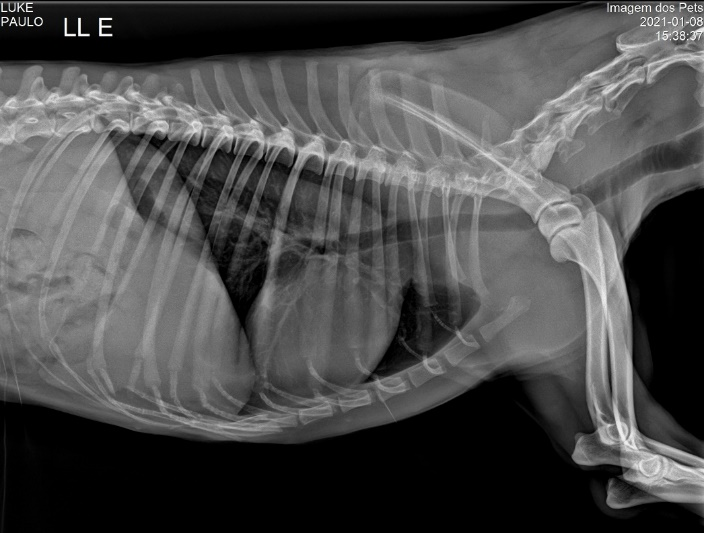 LUKE
PAULO
LL E
Imagem dos Pets
2021-01-08
15:38:37